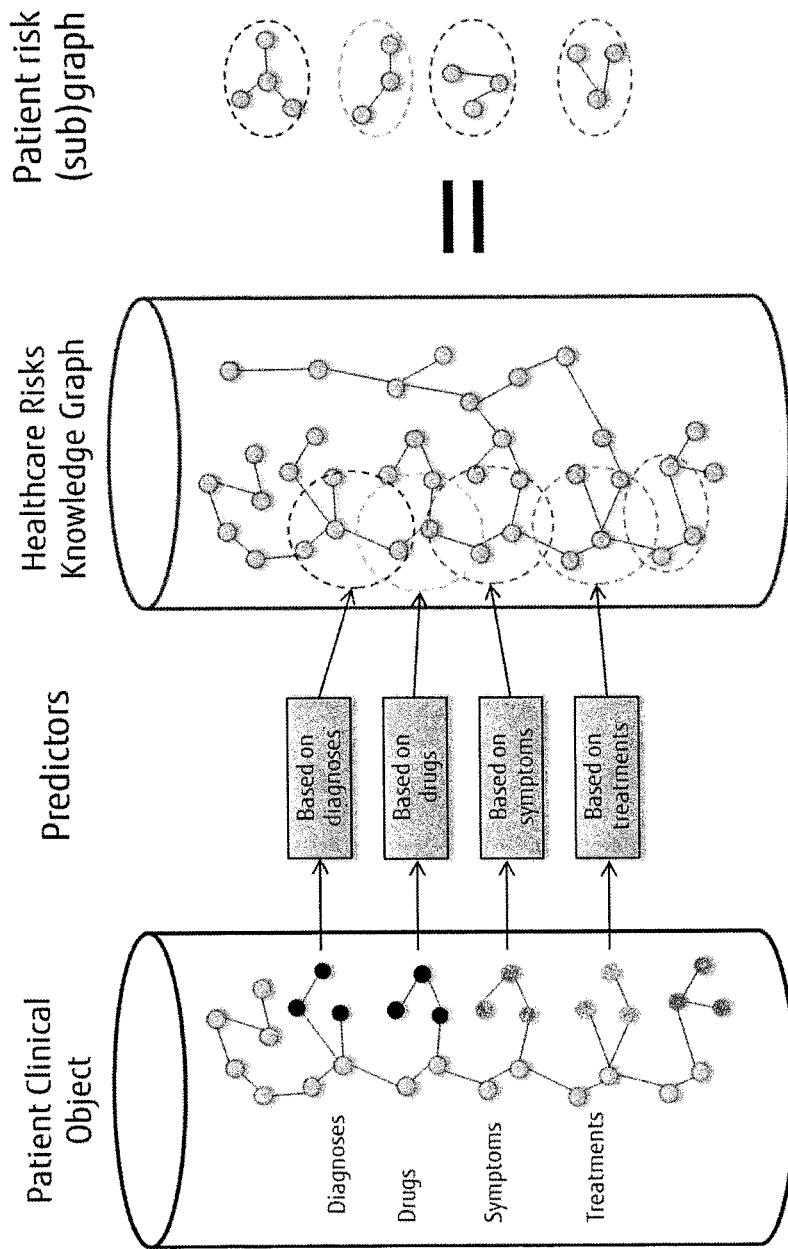 Patient Clinical
Object
Diagnoses
Drugs
Symptoms
Treatments
Predictors
Based on
diagnoses
Based on
drugs
Based on
symptoms
Based on
treatments
Healthcare Risks
Knowledge Graph
Patient risk
(sub)graph